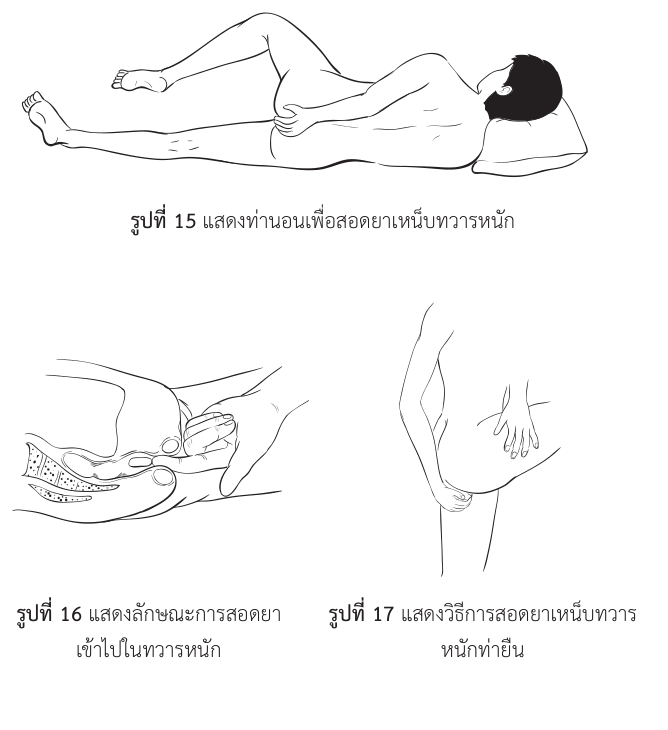 รูปที่ 15 แสดงท่านอนเพื่อสอดยาเหน็บทวารหนัก
รูปที่ 16 แสดงลักษณะการสอดยา
เข้าไปในทวารหนัก
รูปที่ 17 แสดงวิธีการสอดยาเหน็บทวาร
หนักท่ายืน